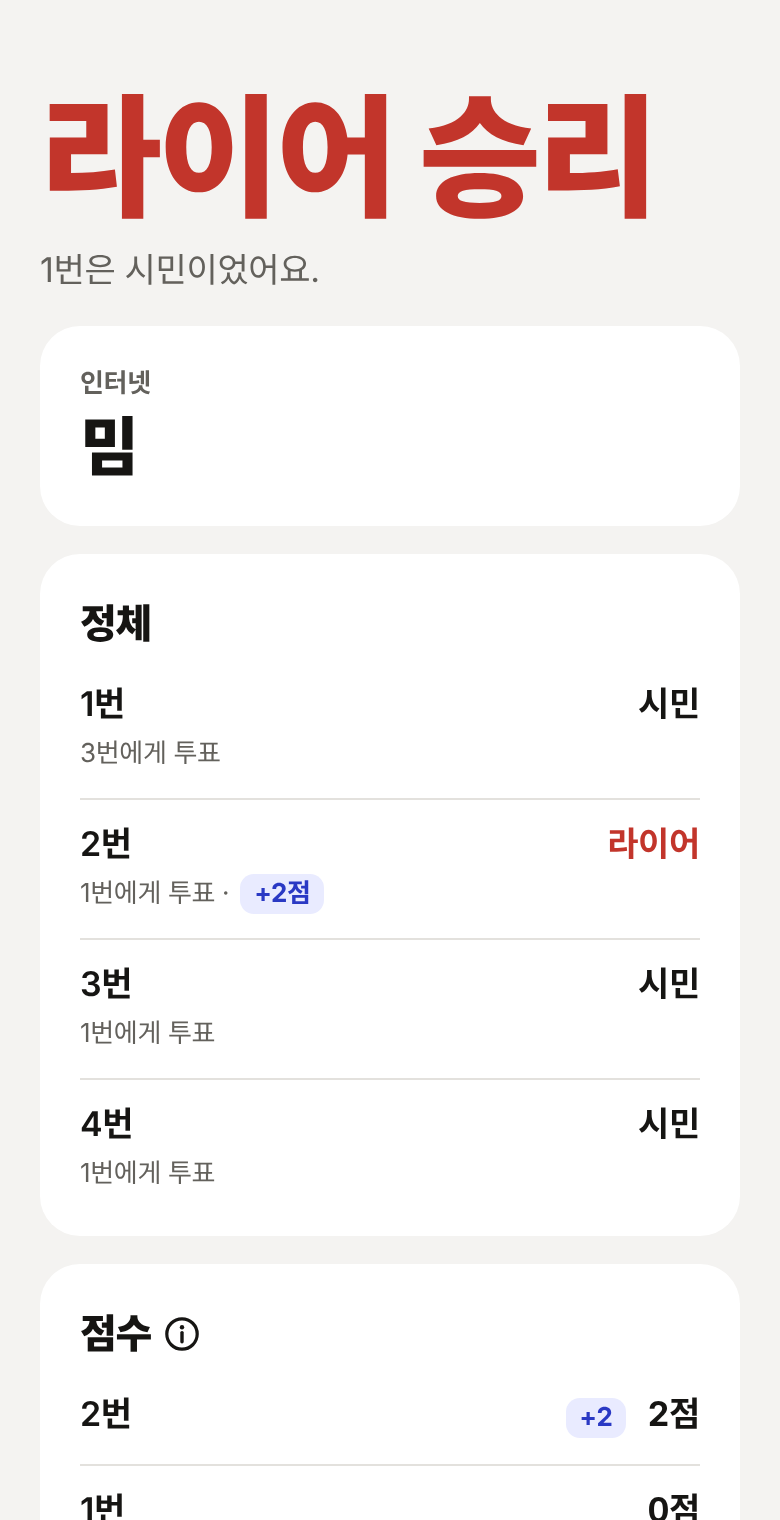 라이어 승리
1번은 시민이었어요.
인터넷
밈
정체
1번 시민
3번에게 투표
2번 라이어
1번에게 투표 · +2점
3번 시민
1번에게 투표
4번 시민
1번에게 투표
점수
2번 +2 2점
1번 0점